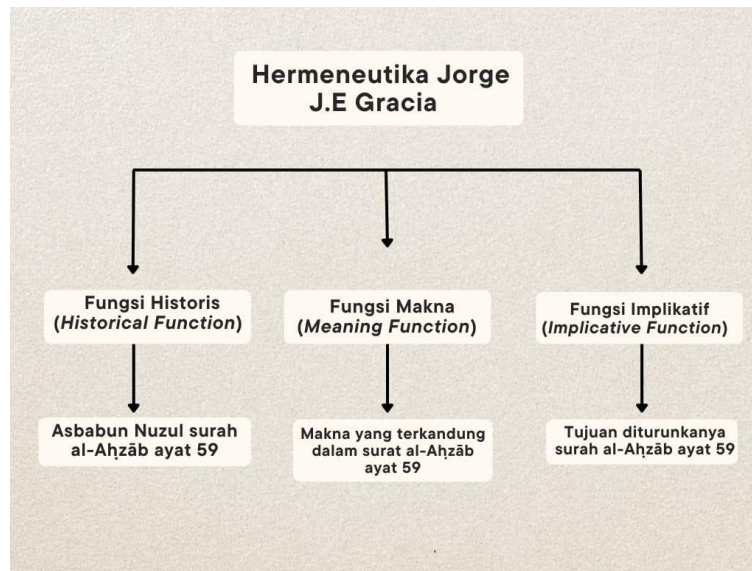 Hermeneutika Jorge
J.E Gracia
Fungsi Historis
(Historical Function)
Fungsi Makna
(Meaning Function)
Fungsi Implikatif
(Implicative Function)
Asbabun Nuzul surah
al-Aḥzāb ayat 59
Makna yang terkandung
dalam surat al-Aḥzāb
ayat 59
Tujuan diturunkanya
surah al-Aḥzāb ayat 59